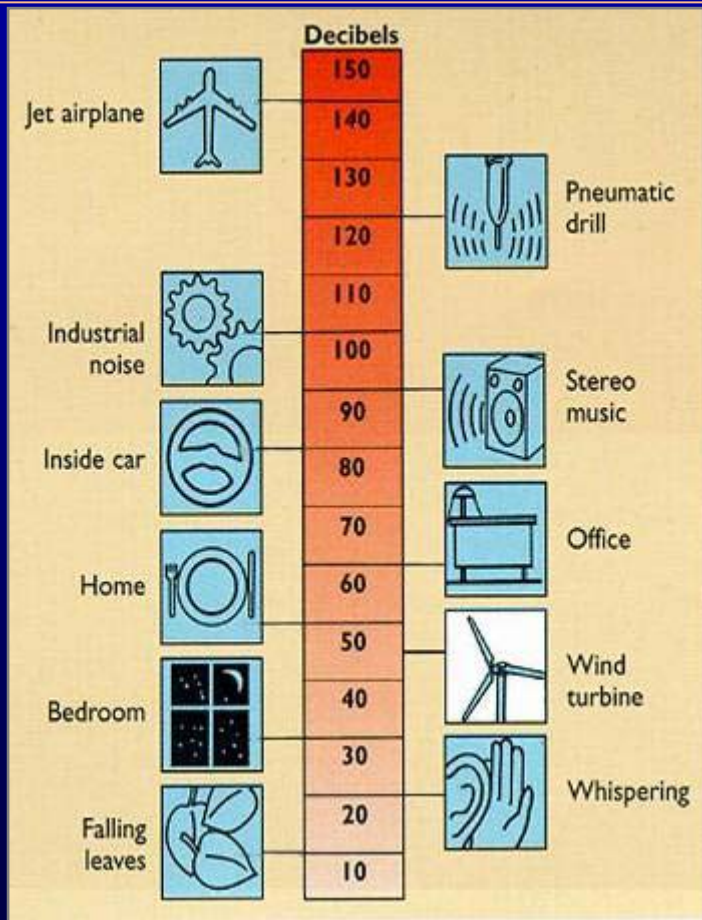 Decibels
150
140
130
120
110
100
90
80
70
60
50
40
30
20
10
Jet airplane
Industrial
noise
Inside car
Home
Bedroom
Falling
leaves
Pneumatic
drill
Stereo
music
Office
Wind
turbine
Whispering